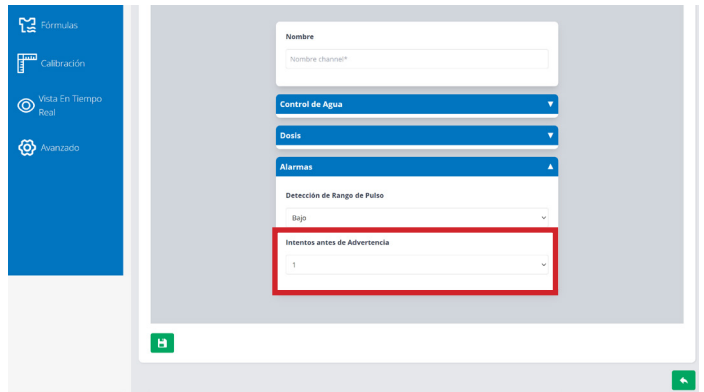 Fórmulas
Calibración
Vista En Tiempo
Real
Avanzado
Nombre
Nombre channel*
Control de Agua
Dosis
Alarmas
Detección de Rango de Pulso
Bajo
Intentos antes de Advertencia
1